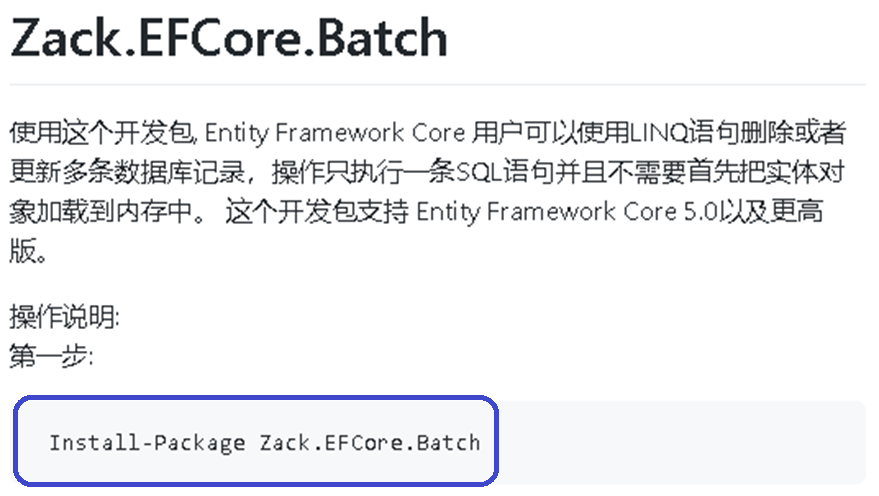 Zack.EFCore.Batch
使用这个开发包, Entity Framework Core 用户可以使用LINQ语句删除或者
更新多条数据库记录，操作只执行一条SQL语句并且不需要首先把实体对
象加载到内存中。 这个开发包支持 Entity Framework Core 5.0以及更高
版。
操作说明:
第一步:
Install-Package Zack.EFCore.Batch